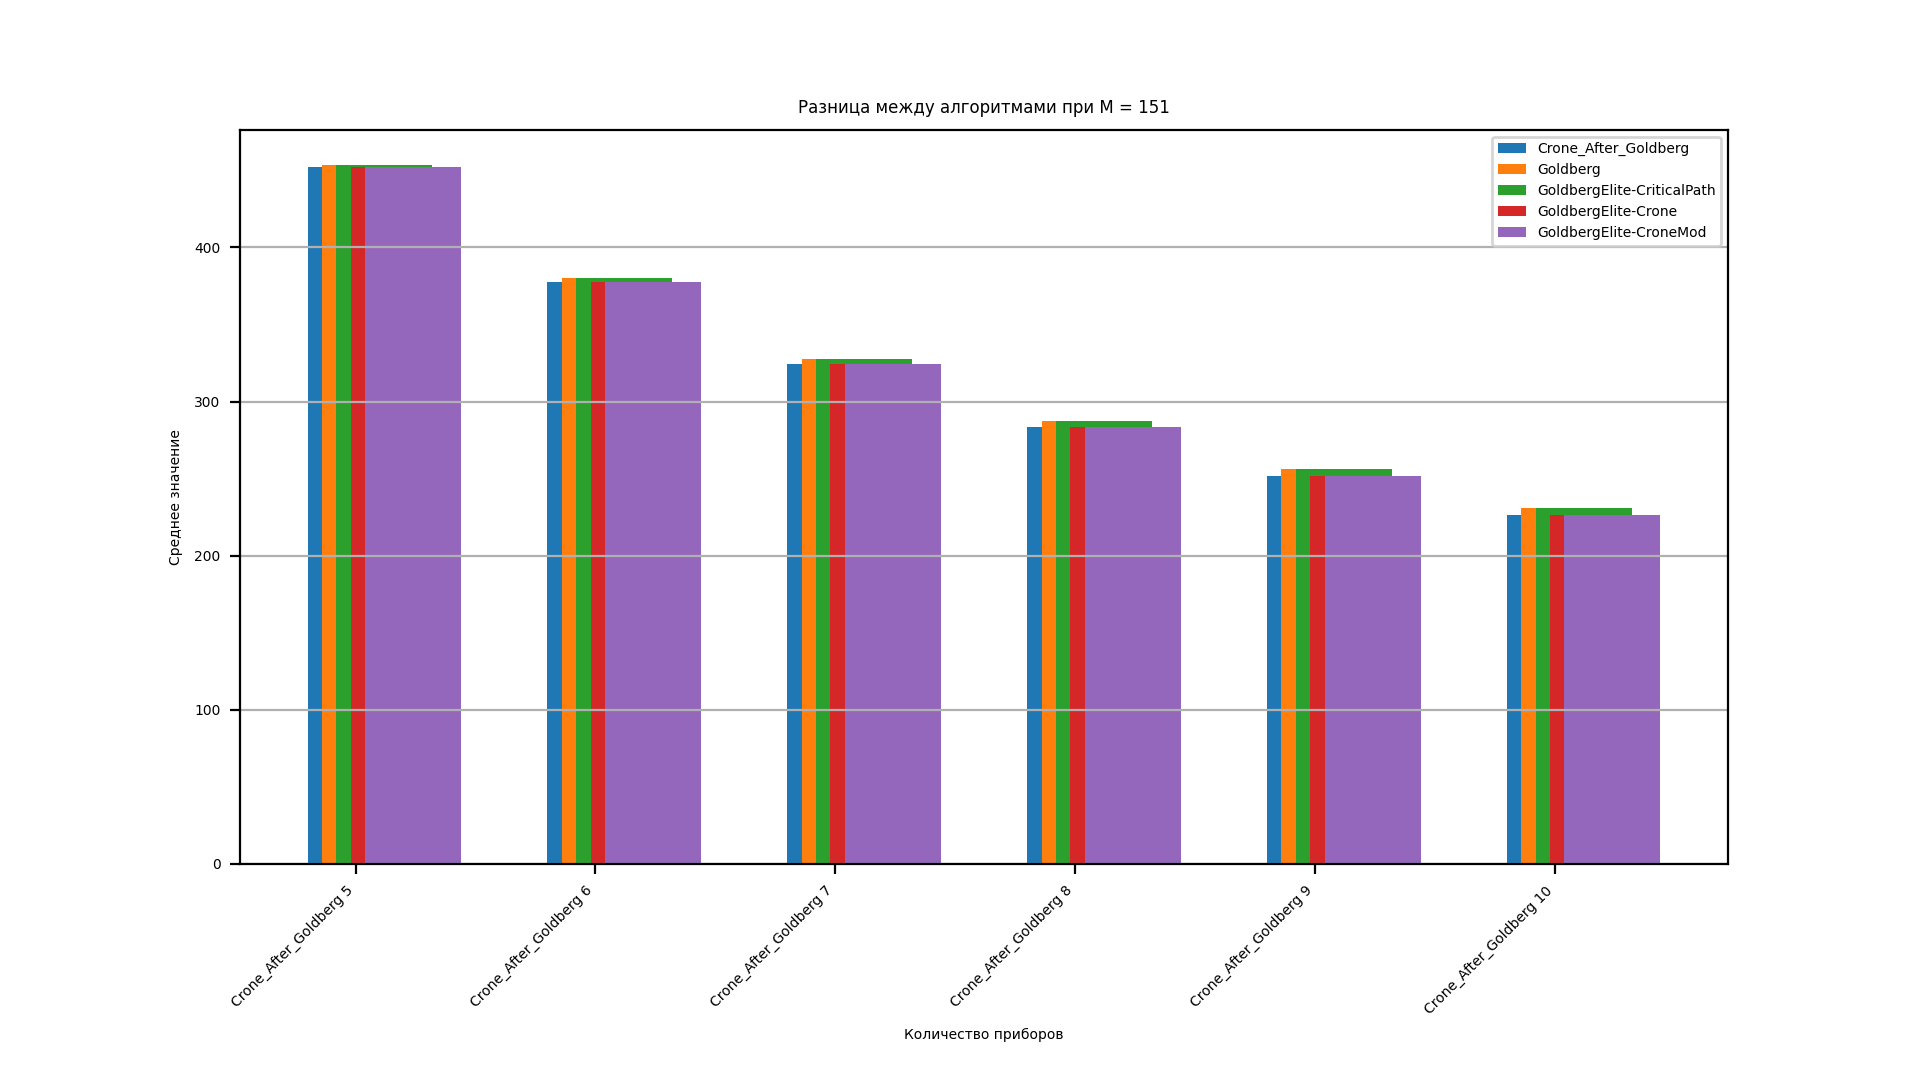 Разница между алгоритмами при M = 151
Crone_After_Goldberg
Goldberg
GoldbergElite-CriticalPath
GoldbergElite-Crone
GoldbergElite-CroneMod
Среднее значение
400
300
200
100
0
Crone_After_Goldberg 5
Crone_After_Goldberg 6
Crone_After_Goldberg 7
Crone_After_Goldberg 8
Crone_After_Goldberg 9
Crone_After_Goldberg 10
Количество приборов